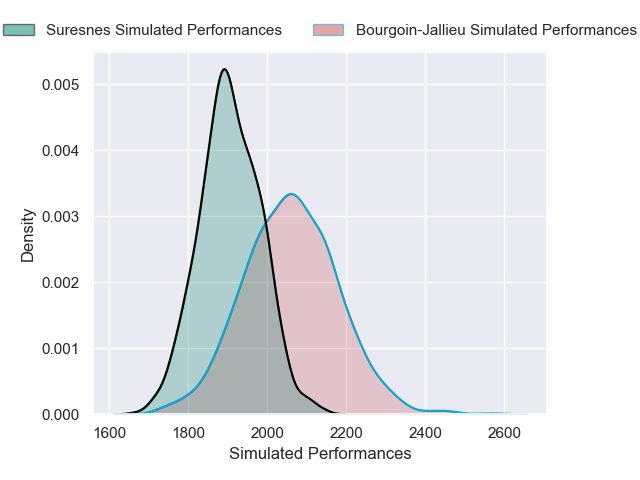 Suresnes Simulated Performances
Bourgoin-Jallieu Simulated Performances
0.005
0.004
0.003
0.002
0.001
0.000
Density
1600 1800 2000 2200 2400 2600
Simulated Performances